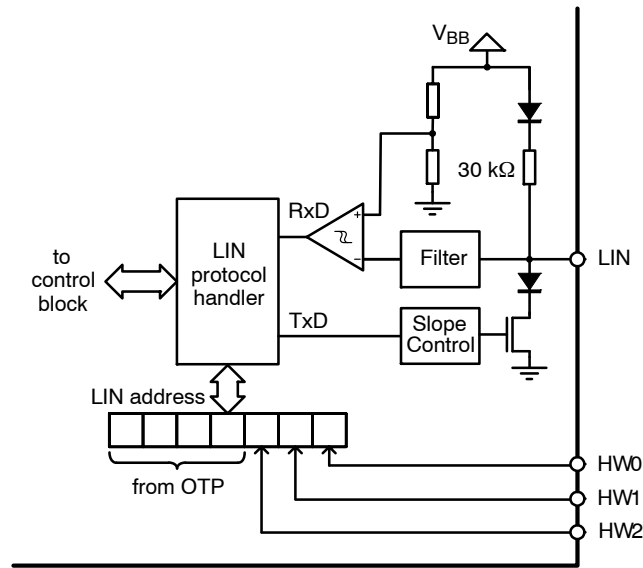 V_BB
30 kΩ
RxD
+
−
LIN
protocol
handler
Filter
LIN
to
control
block
TxD
Slope
Control
LIN address
from OTP
HW0
HW1
HW2